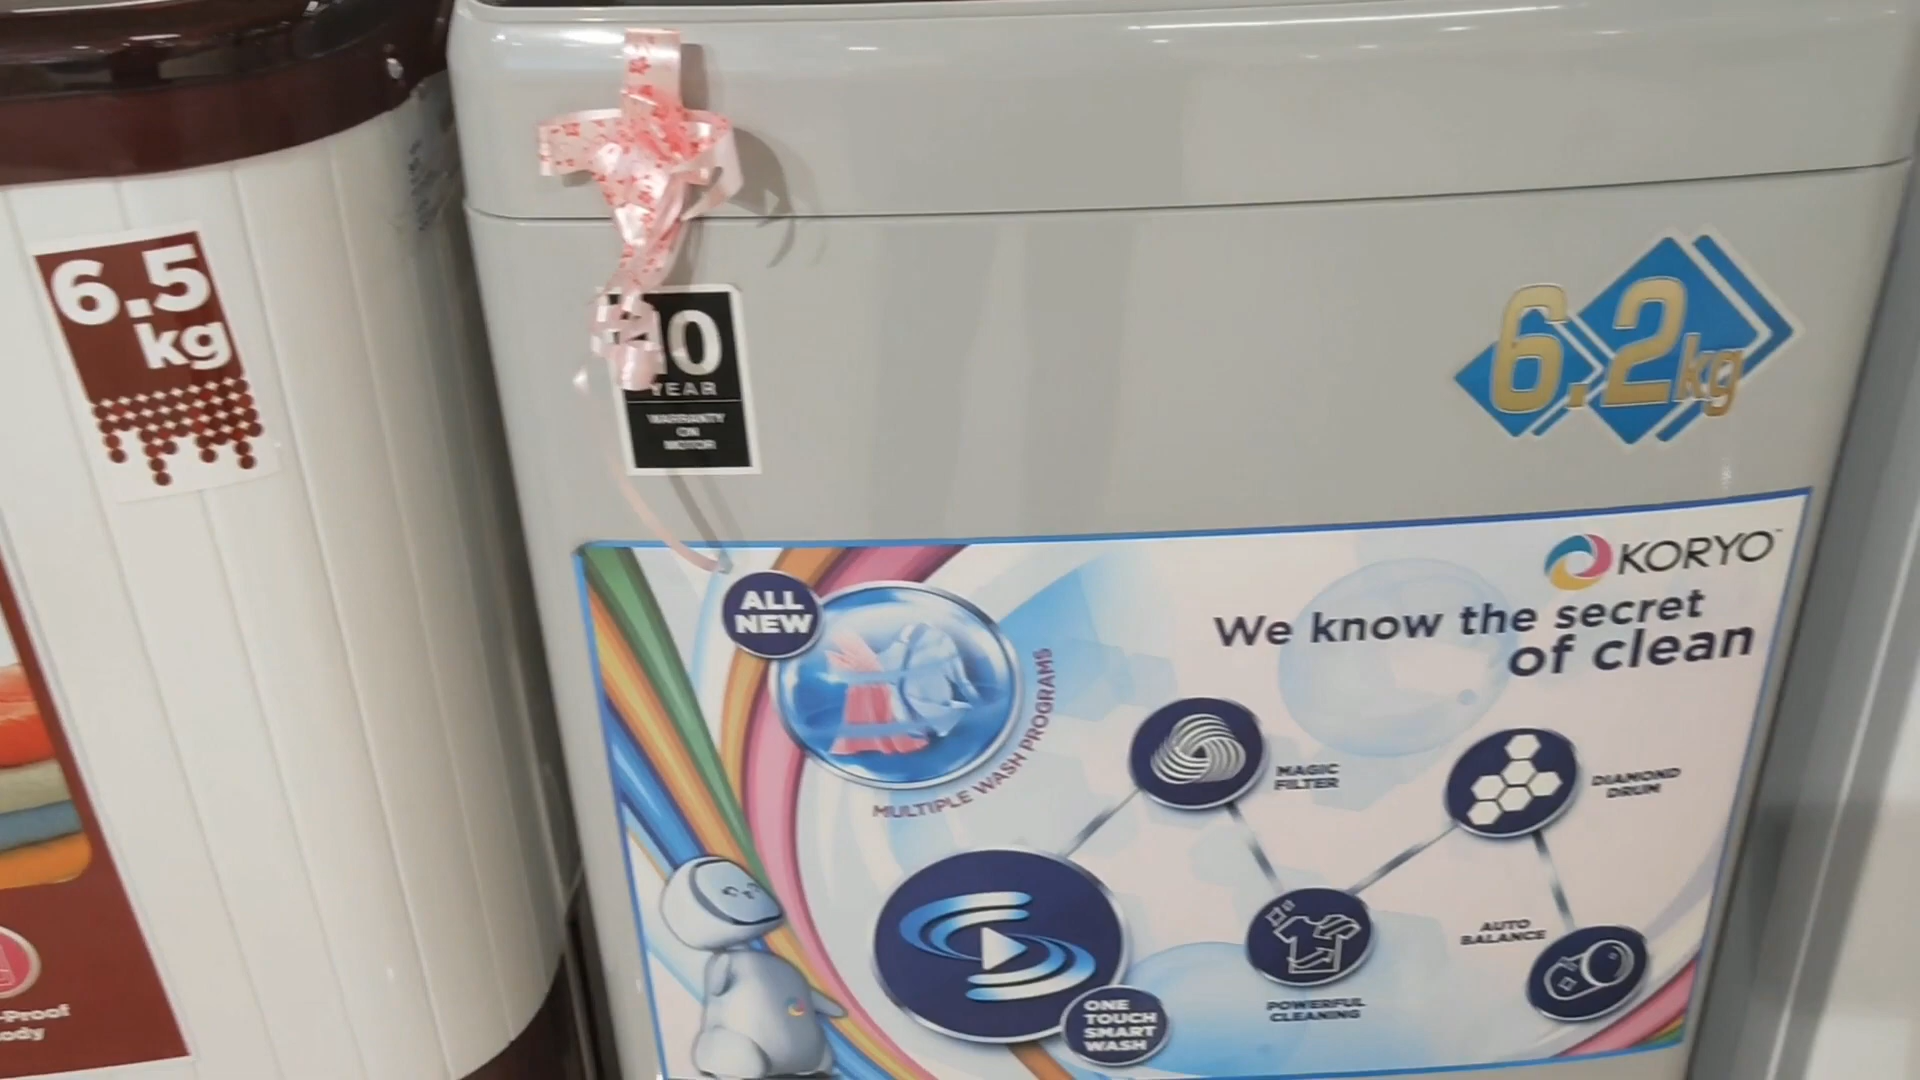 6.5
kg
10
YEAR
WARRANTY
ON
MOTOR
6.2kg
KORYO
We know the secret
of clean
ALL
NEW
MULTIPLE WASH PROGRAMS
MAGIC
FILTER
DIAMOND
DRUM
AUTO
BALANCE
POWERFUL
CLEANING
ONE
TOUCH
SMART
WASH
-Proof
ody